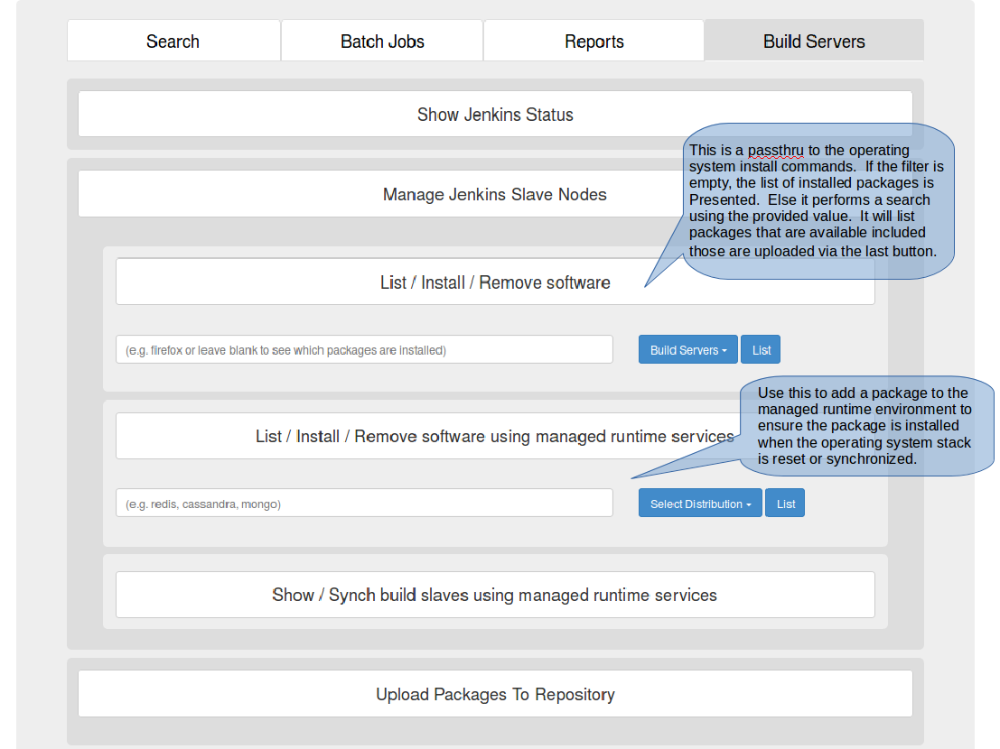 Search
Batch Jobs
Reports
Build Servers
Show Jenkins Status
This is a passthru to the operating
system install commands.  If the filter is
empty, the list of installed packages is
Presented.  Else it performs a search
using the provided value.  It will list
packages that are available included
those are uploaded via the last button.
Manage Jenkins Slave Nodes
List / Install / Remove software
(e.g. firefox or leave blank to see which packages are installed)
Build Servers
List
Use this to add a package to the
managed runtime environment to
ensure the package is installed
when the operating system stack
is reset or synchronized.
List / Install / Remove software using managed runtime services
(e.g. redis, cassandra, mongo)
Select Distribution
List
Show / Synch build slaves using managed runtime services
Upload Packages To Repository